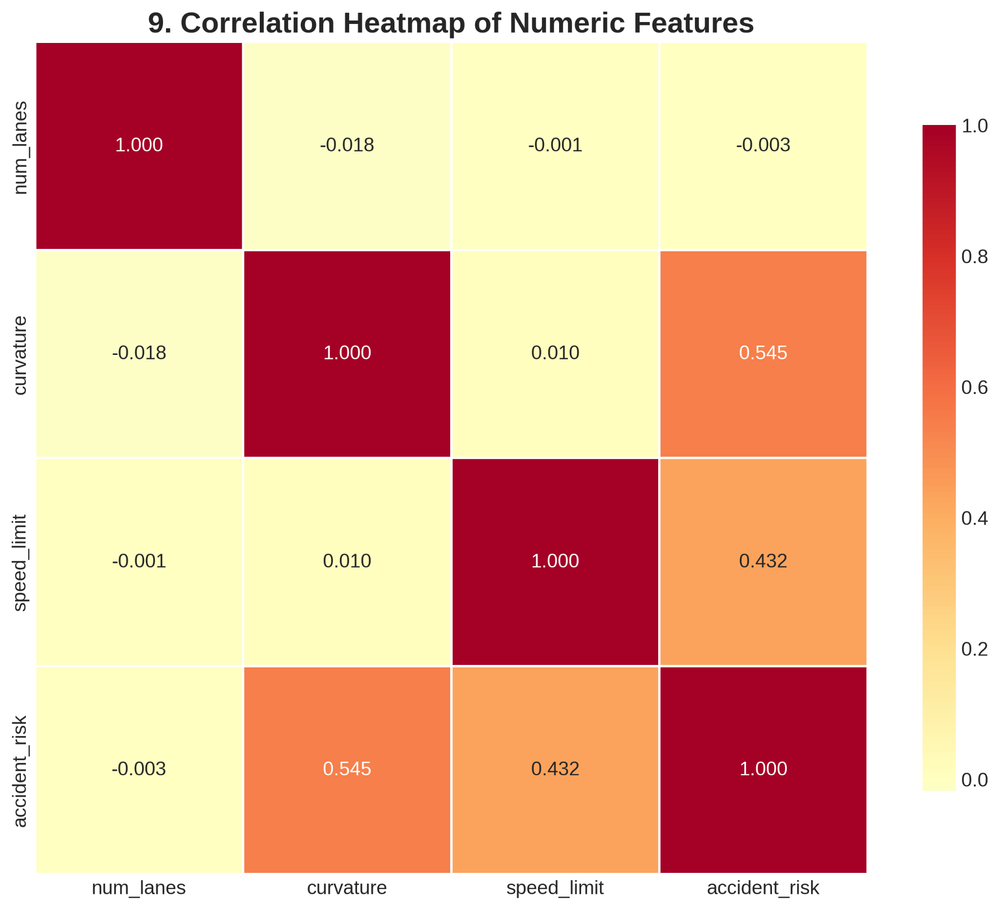 9. Correlation Heatmap of Numeric Features
num_lanes
1.000
-0.018
-0.001
-0.003
curvature
-0.018
1.000
0.010
0.545
speed_limit
-0.001
0.010
1.000
0.432
accident_risk
-0.003
0.545
0.432
1.000
num_lanes
curvature
speed_limit
accident_risk
1.0
0.8
0.6
0.4
0.2
0.0